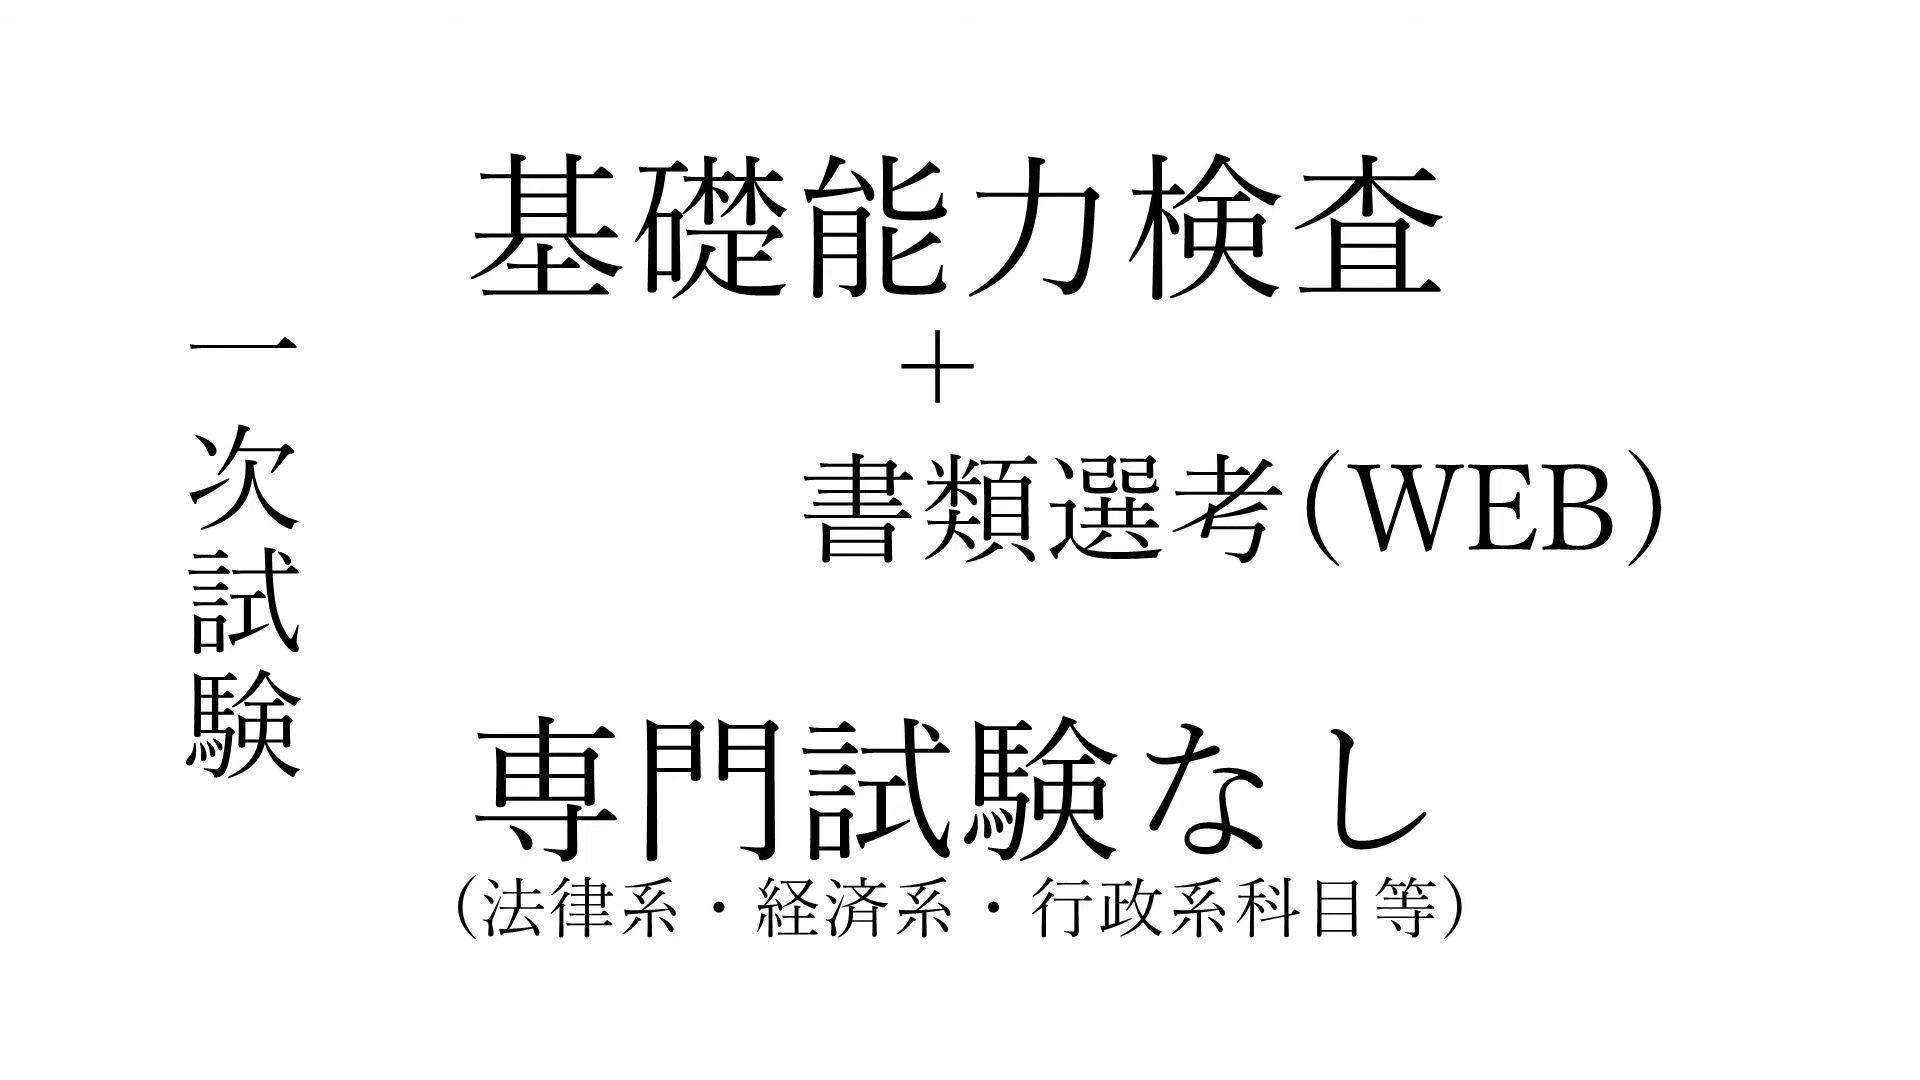 一次試験
基礎能力検査
＋
書類選考(WEB)
専門試験なし
(法律系・経済系・行政系科目等)